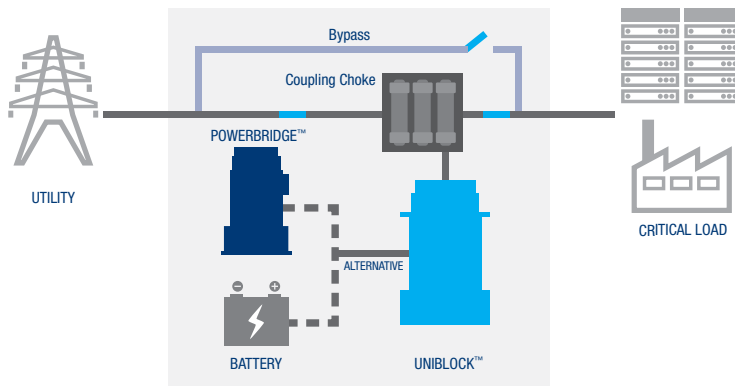 Bypass
Coupling Choke
POWERBRIDGE™
UTILITY
CRITICAL LOAD
ALTERNATIVE
BATTERY
UNIBLOCK™